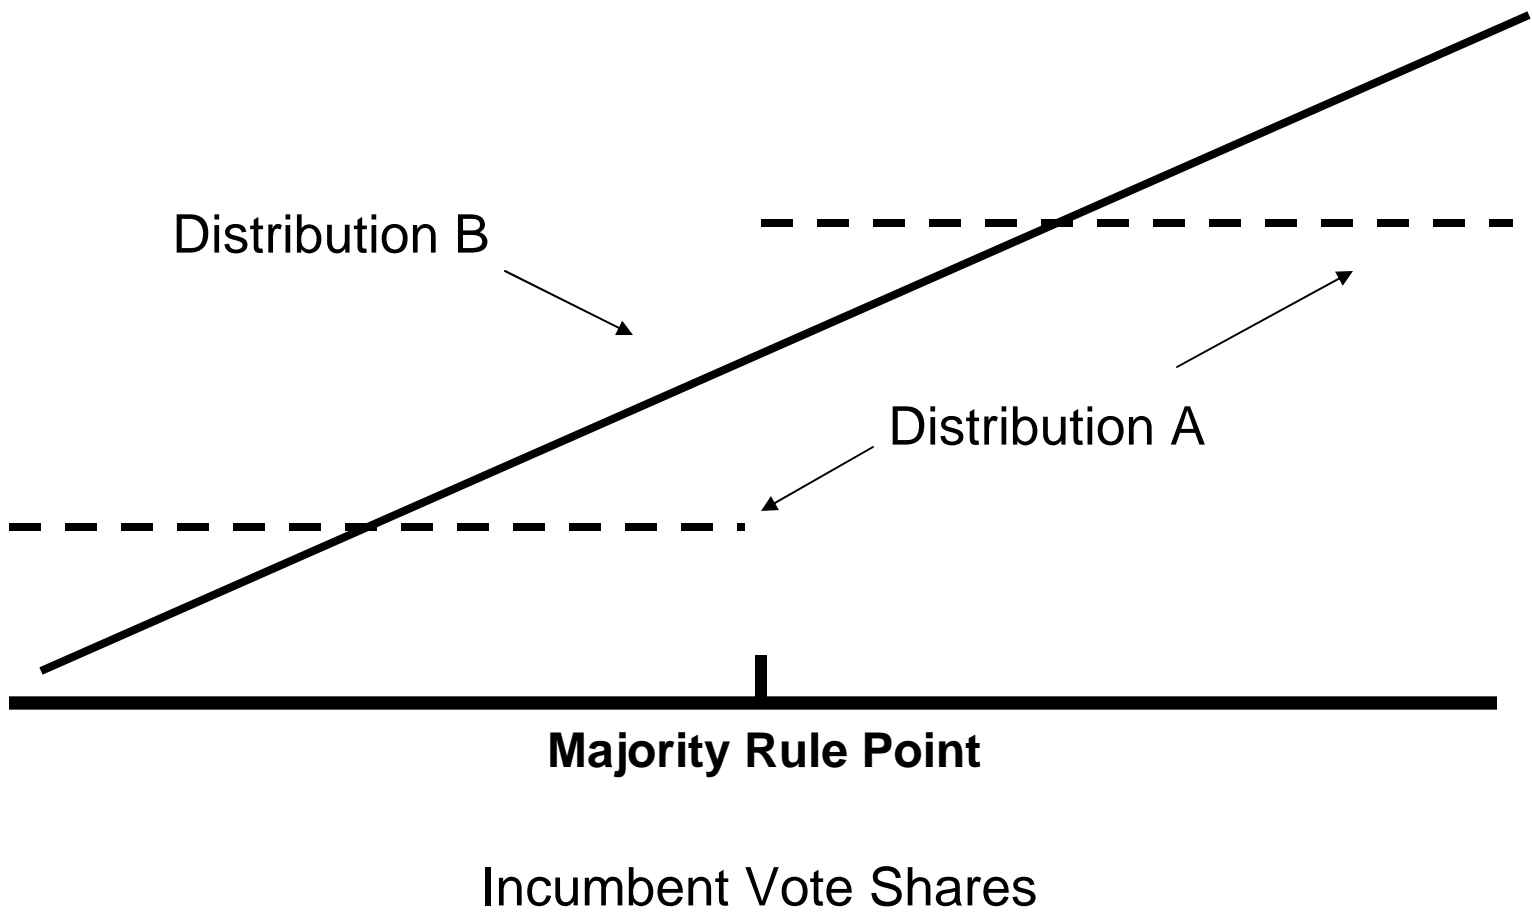 Distribution B
Distribution A
Majority Rule Point
Incumbent Vote Shares